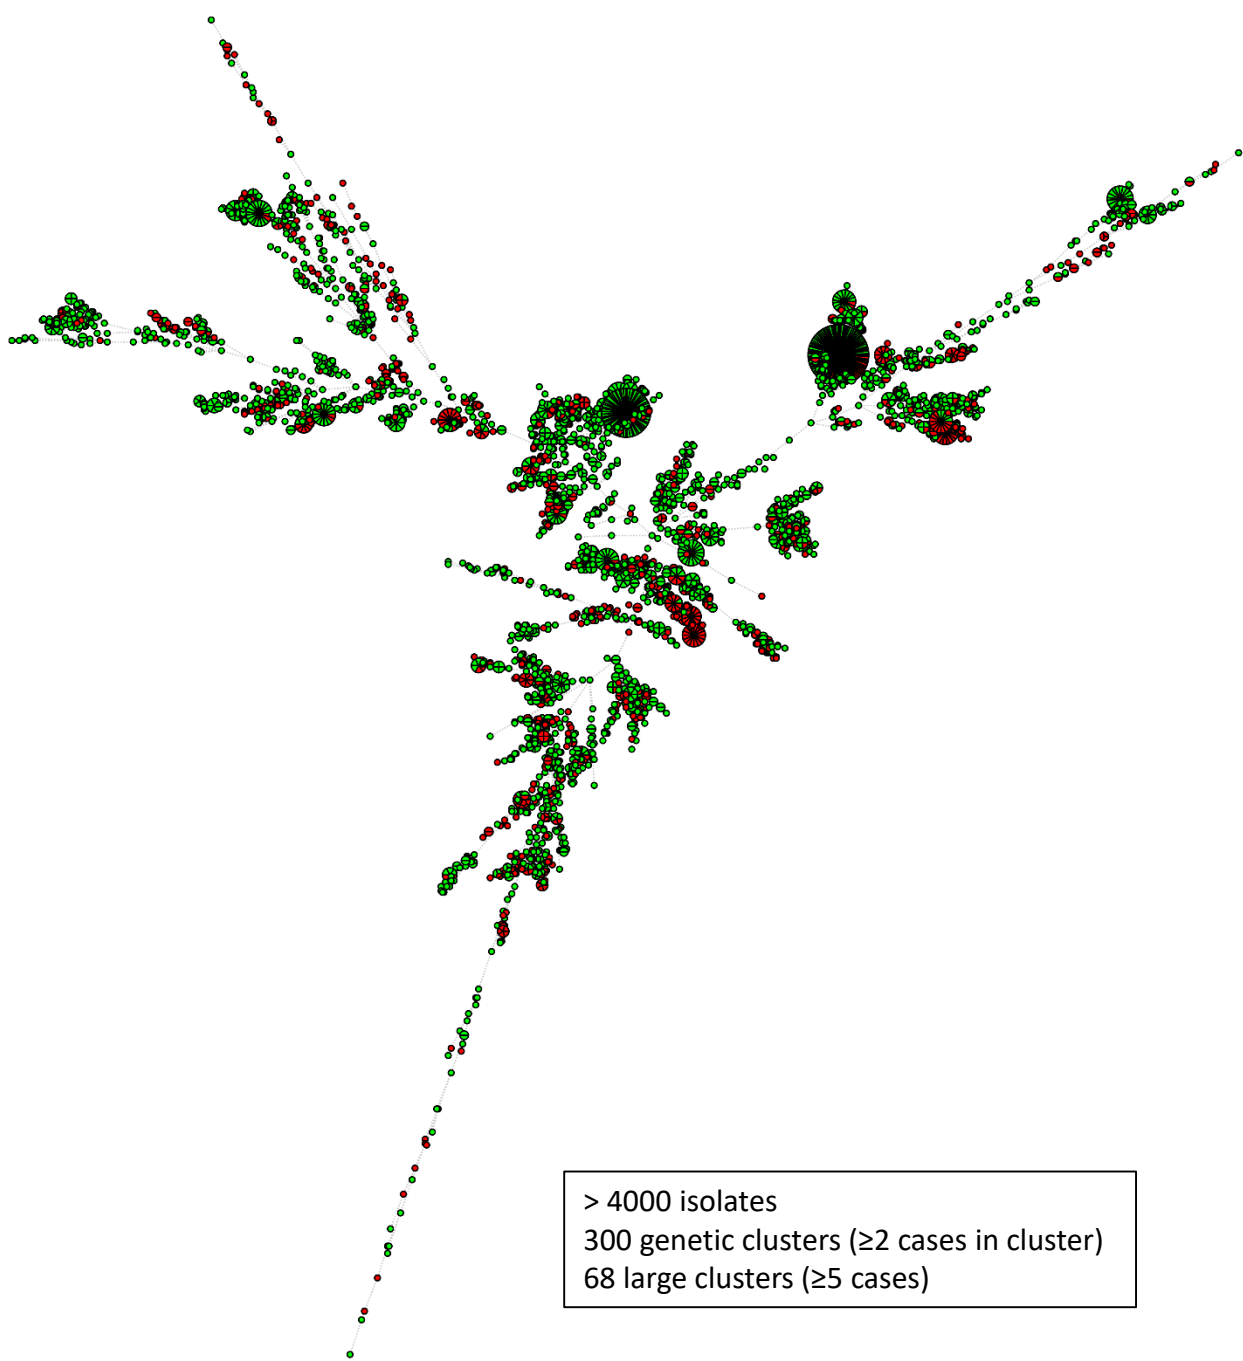 > 4000 isolates
300 genetic clusters (≥2 cases in cluster)
68 large clusters (≥5 cases)